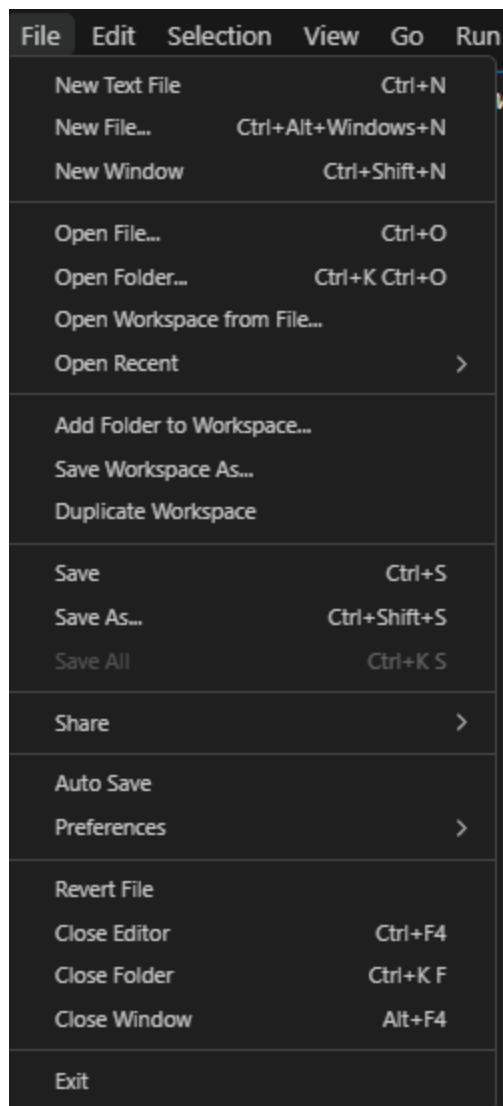 File Edit Selection View Go Run
New Text File Ctrl+N
New File... Ctrl+Alt+Windows+N
New Window Ctrl+Shift+N
Open File... Ctrl+O
Open Folder... Ctrl+K Ctrl+O
Open Workspace from File...
Open Recent >
Add Folder to Workspace...
Save Workspace As...
Duplicate Workspace
Save Ctrl+S
Save As... Ctrl+Shift+S
Save All Ctrl+K S
Share >
Auto Save
Preferences >
Revert File
Close Editor Ctrl+F4
Close Folder Ctrl+K F
Close Window Alt+F4
Exit